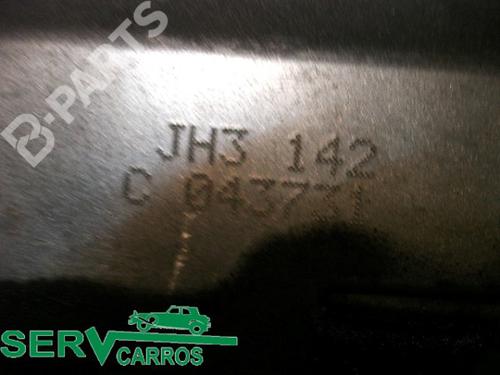 B-PARTS
JH3 142
C 043731
SERV
CARROS